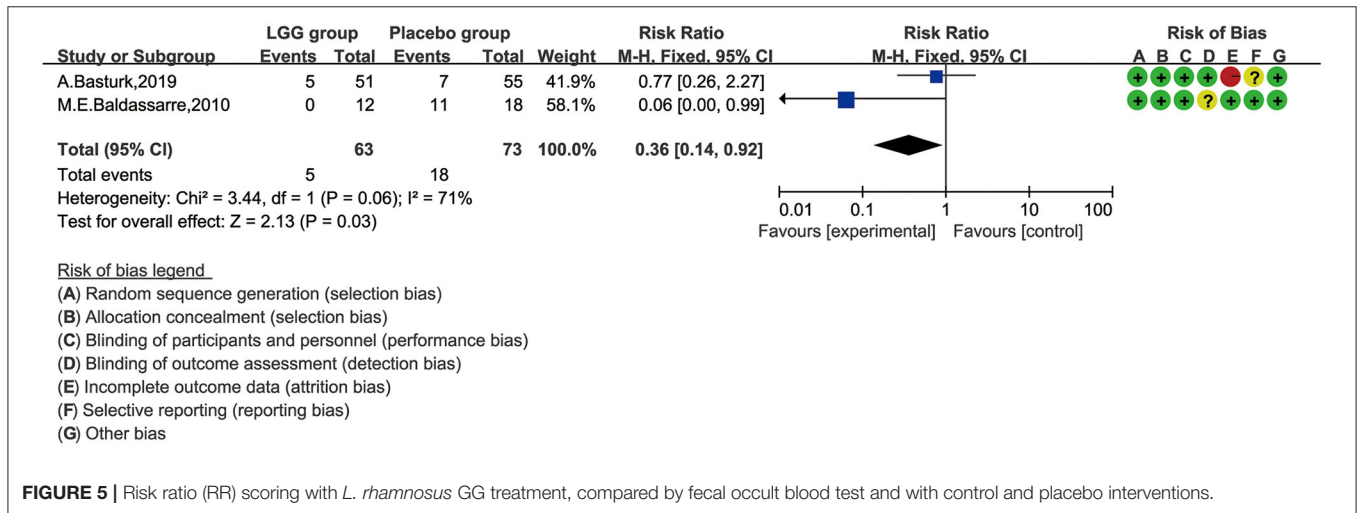 LGG group Placebo group Risk Ratio Risk Ratio Risk of Bias
Study or Subgroup Events Total Events Total Weight M-H, Fixed, 95% CI M-H, Fixed, 95% CI A B C D E F G
A.Basturk,2019 5 51 7 55 41.9% 0.77 [0.26, 2.27] + + + + - ? +
M.E.Baldassarre,2010 0 12 11 18 58.1% 0.06 [0.00, 0.99] + + + ? + + +
Total (95% CI) 63 73 100.0% 0.36 [0.14, 0.92]
Total events 5 18
Heterogeneity: Chi² = 3.44, df = 1 (P = 0.06); I² = 71%
Test for overall effect: Z = 2.13 (P = 0.03)
0.01 0.1 1 10 100
Favours [experimental] Favours [control]
Risk of bias legend
(A) Random sequence generation (selection bias)
(B) Allocation concealment (selection bias)
(C) Blinding of participants and personnel (performance bias)
(D) Blinding of outcome assessment (detection bias)
(E) Incomplete outcome data (attrition bias)
(F) Selective reporting (reporting bias)
(G) Other bias
FIGURE 5 | Risk ratio (RR) scoring with L. rhamnosus GG treatment, compared by fecal occult blood test and with control and placebo interventions.